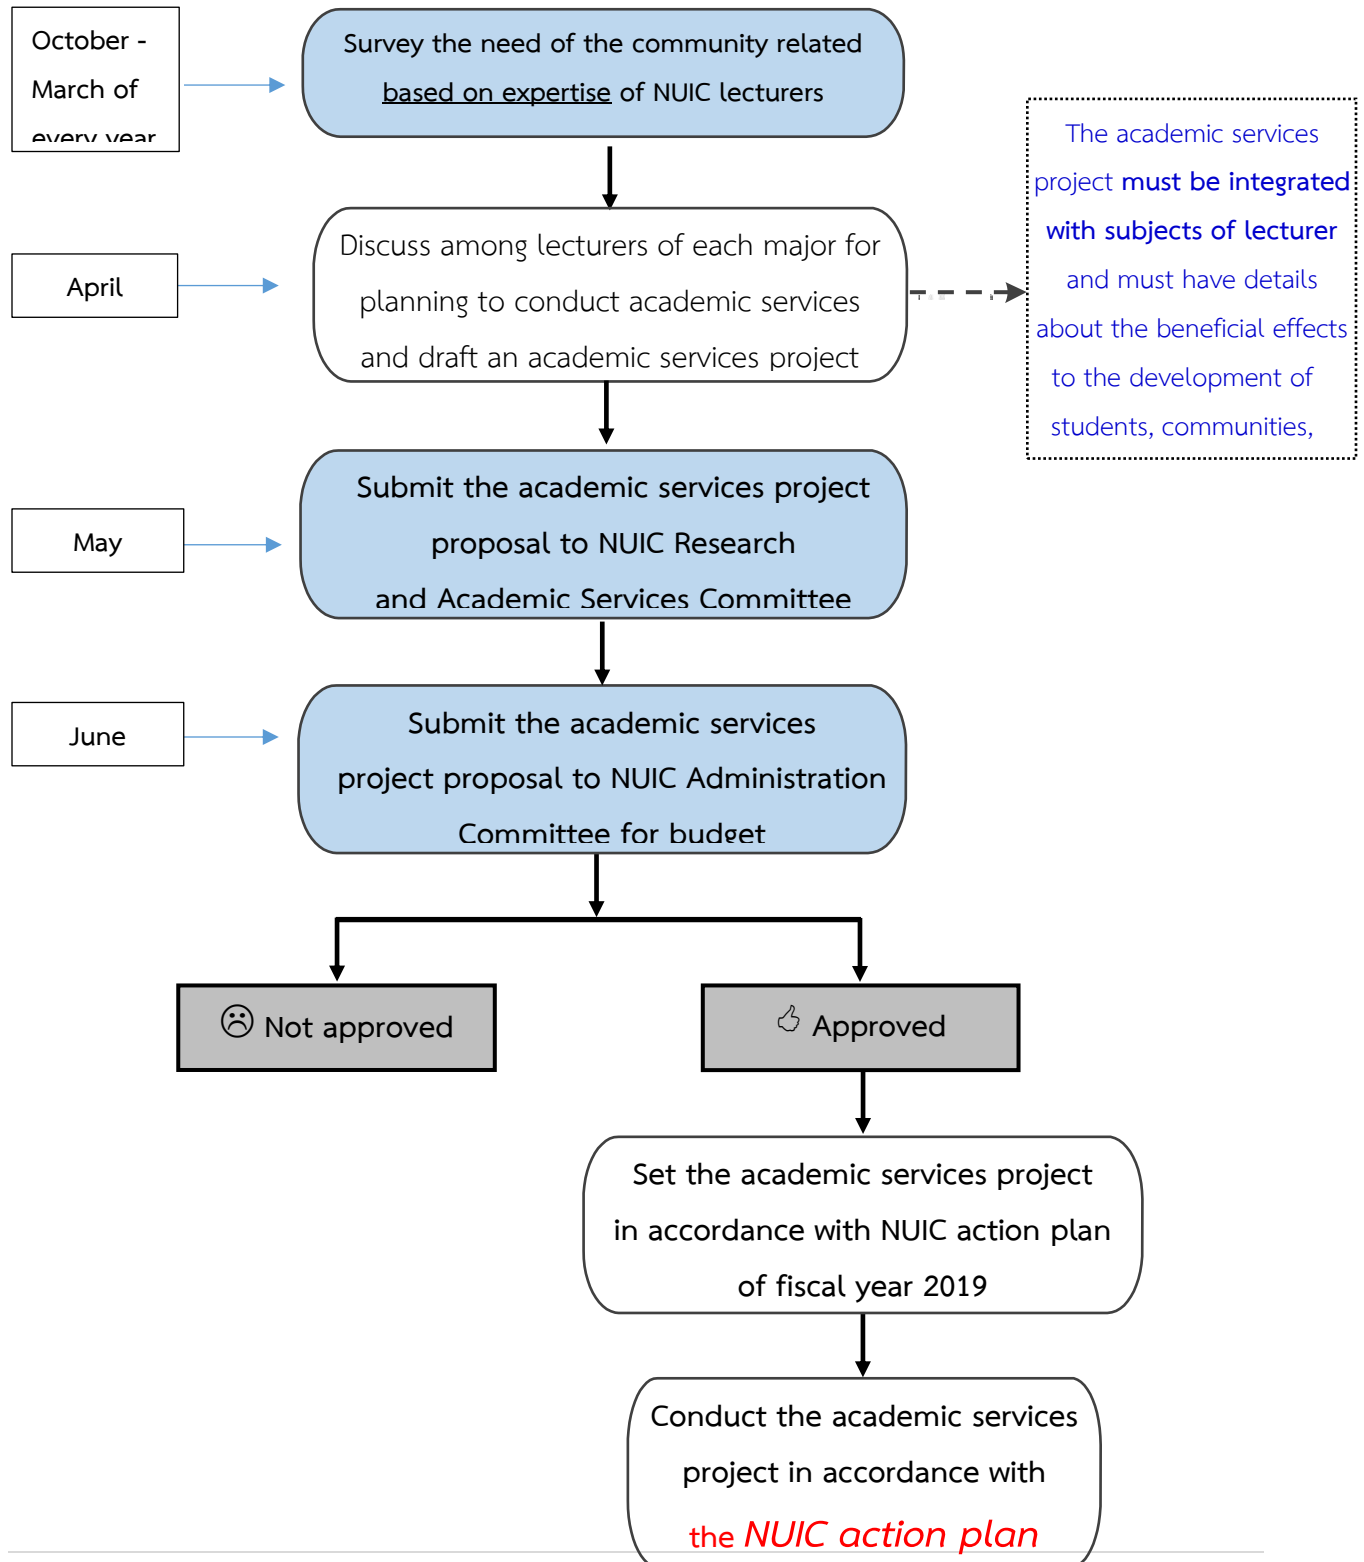 October -
March of
every year
Survey the need of the community related
based on expertise of NUIC lecturers
The academic services
project must be integrated
with subjects of lecturer
and must have details
about the beneficial effects
to the development of
students, communities,
April
Discuss among lecturers of each major for
planning to conduct academic services
and draft an academic services project
May
Submit the academic services project
proposal to NUIC Research
and Academic Services Committee
June
Submit the academic services
project proposal to NUIC Administration
Committee for budget
☹ Not approved
👍 Approved
Set the academic services project
in accordance with NUIC action plan
of fiscal year 2019
Conduct the academic services
project in accordance with
the NUIC action plan